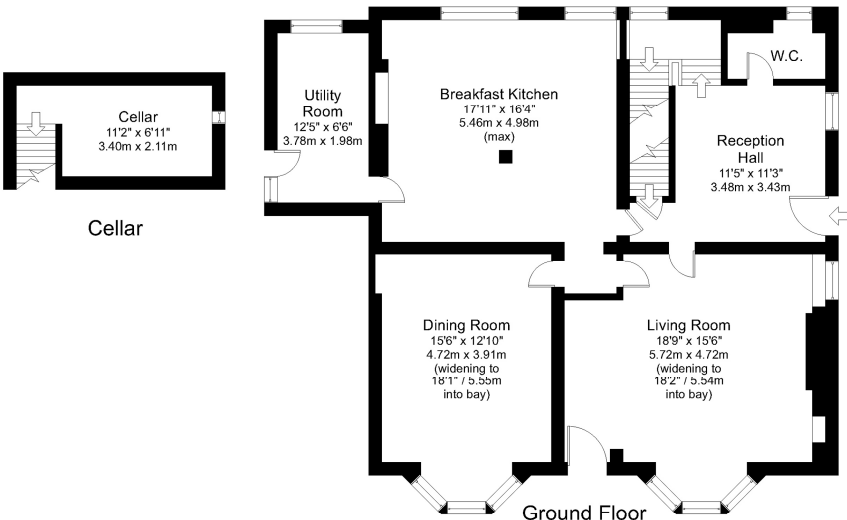 Cellar
11'2" x 6'11"
3.40m x 2.11m
Cellar
Utility
Room
12'5" x 6'6"
3.78m x 1.98m
Breakfast Kitchen
17'11" x 16'4"
5.46m x 4.98m
(max)
W.C.
Reception
Hall
11'5" x 11'3"
3.48m x 3.43m
Dining Room
15'6" x 12'10"
4.72m x 3.91m
(widening to
18'1" / 5.55m
into bay)
Living Room
18'9" x 15'6"
5.72m x 4.72m
(widening to
18'2" / 5.54m
into bay)
Ground Floor